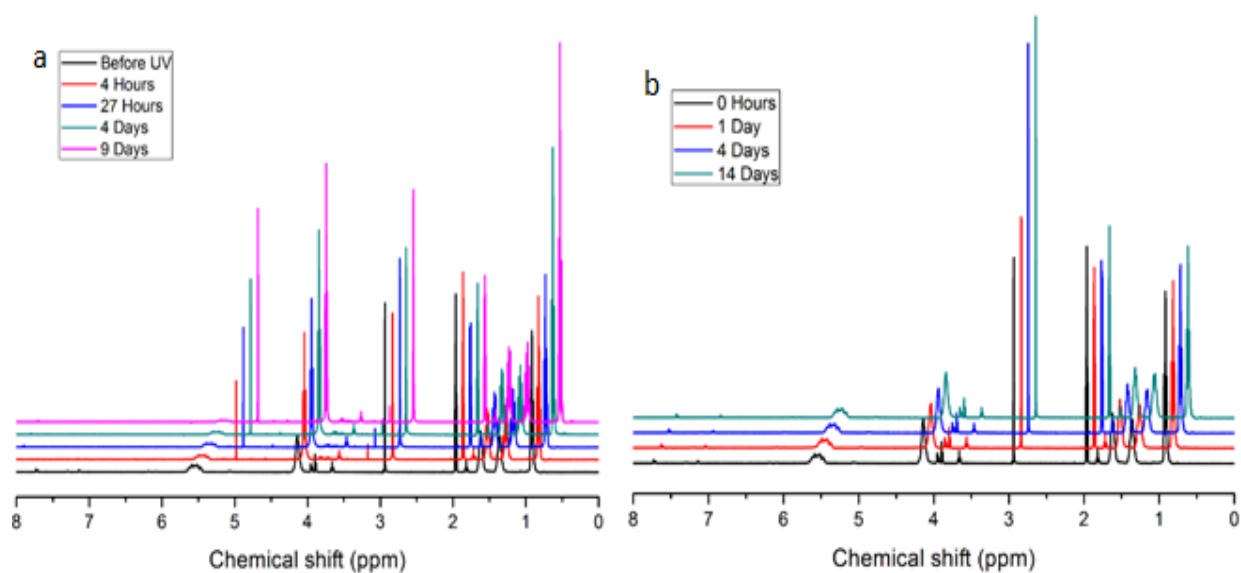 a
Before UV
4 Hours
27 Hours
4 Days
9 Days
8 7 6 5 4 3 2 1 0
Chemical shift (ppm)
b
0 Hours
1 Day
4 Days
14 Days
8 7 6 5 4 3 2 1 0
Chemical shift (ppm)